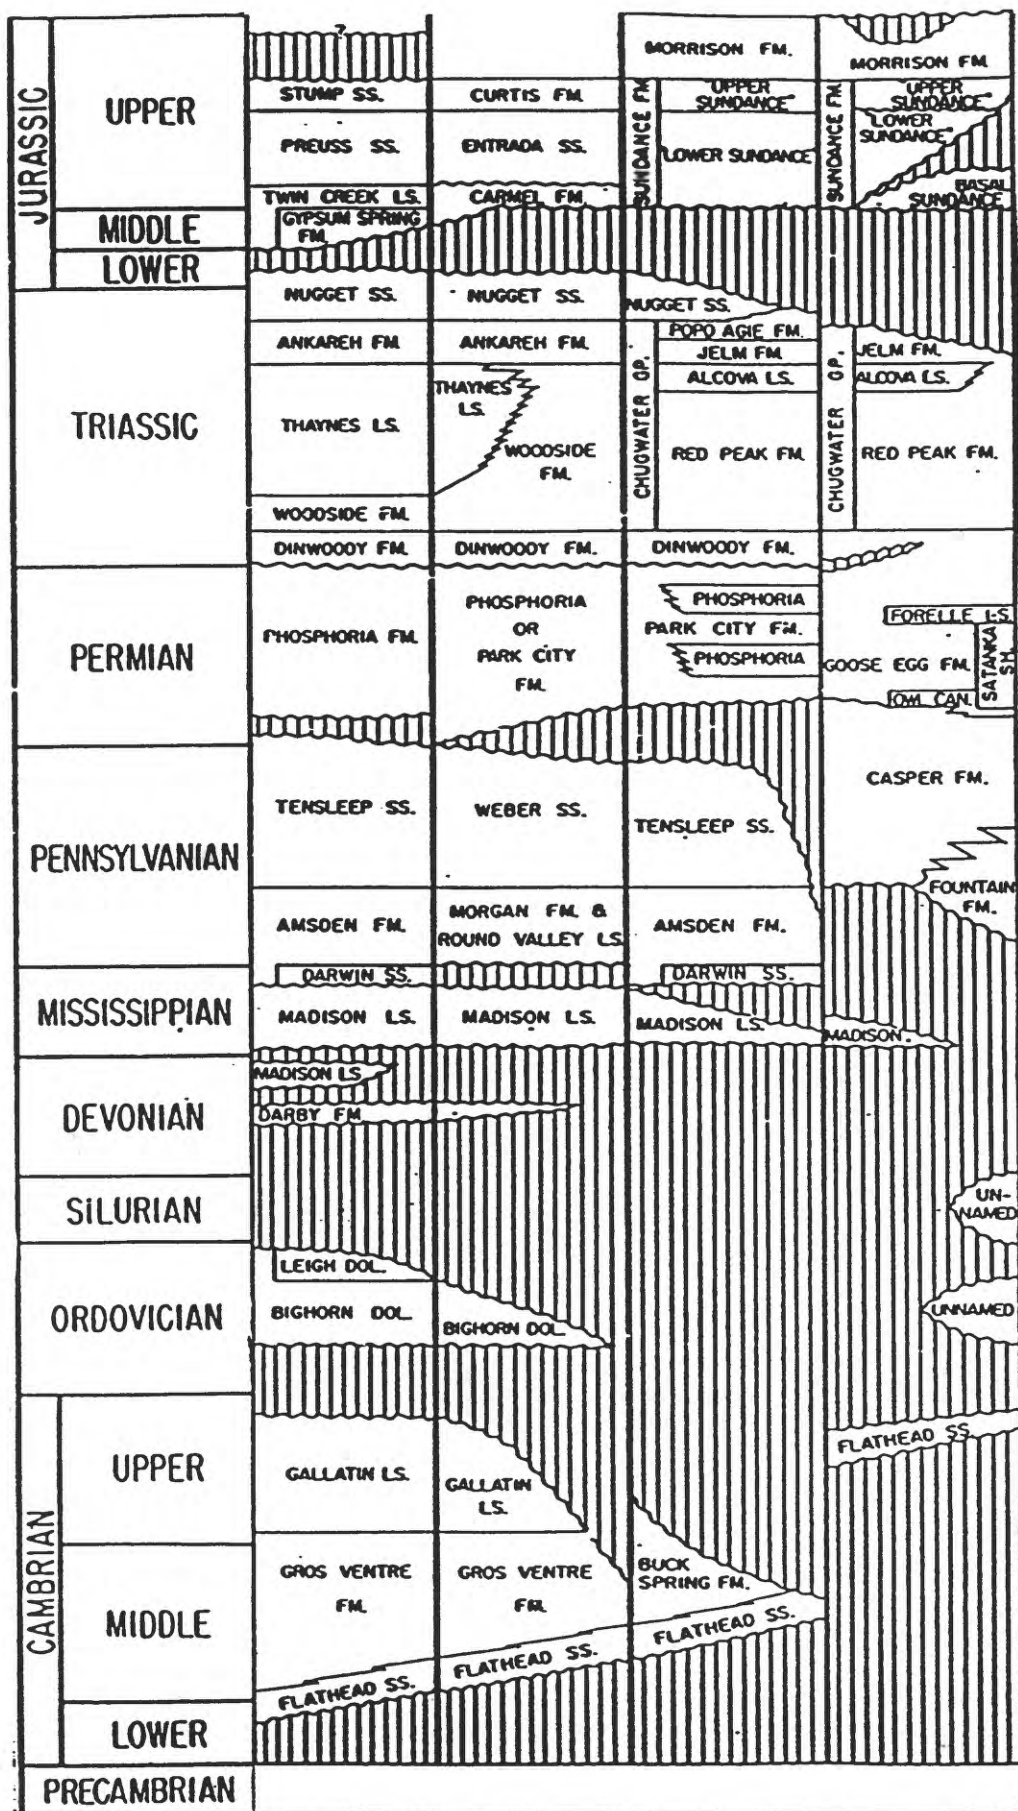 JURASSIC
UPPER
MIDDLE
LOWER
TRIASSIC
PERMIAN
PENNSYLVANIAN
MISSISSIPPIAN
DEVONIAN
SILURIAN
ORDOVICIAN
CAMBRIAN
UPPER
MIDDLE
LOWER
PRECAMBRIAN
?
STUMP SS.
PREUSS SS.
TWIN CREEK LS.
GYPSUM SPRING
FM.
NUGGET SS.
ANKAREH FM.
THAYNES LS.
WOODSIDE FM.
DINWOODY FM.
PHOSPHORIA FM.
TENSLEEP SS.
AMSDEN FM.
DARWIN SS.
MADISON LS.
MADISON LS
DARBY FM
LEIGH DOL.
BIGHORN DOL.
GALLATIN LS.
GROS VENTRE
FM.
FLATHEAD SS.
CURTIS FM.
ENTRADA SS.
CARMEL FM.
NUGGET SS.
ANKAREH FM.
THAYNES
LS.
WOODSIDE
FM.
DINWOODY FM.
PHOSPHORIA
OR
PARK CITY
FM.
WEBER SS.
MORGAN FM. &
ROUND VALLEY LS.
MADISON LS.
BIGHORN DOL.
GALLATIN
LS.
GROS VENTRE
FM.
FLATHEAD SS.
MORRISON FM.
SUNDANCE FM.
"UPPER
SUNDANCE"
"LOWER SUNDANCE"
NUGGET SS.
CHUGWATER GP.
POPO AGIE FM.
JELM FM.
ALCOVA LS.
RED PEAK FM.
DINWOODY FM.
PHOSPHORIA
PARK CITY FM.
PHOSPHORIA
TENSLEEP SS.
AMSDEN FM.
DARWIN SS.
MADISON LS.
BUCK
SPRING FM.
FLATHEAD SS.
MORRISON FM.
SUNDANCE FM.
"UPPER
SUNDANCE"
"LOWER
SUNDANCE"
BASAL
SUNDANCE
CHUGWATER GP.
JELM FM.
ALCOVA LS.
RED PEAK FM.
FORELLE LS.
GOOSE EGG FM.
SATANKA
SH.
OWL CAN.
CASPER FM.
FOUNTAIN
FM.
MADISON.
UN-
NAMED
UNNAMED
FLATHEAD SS.